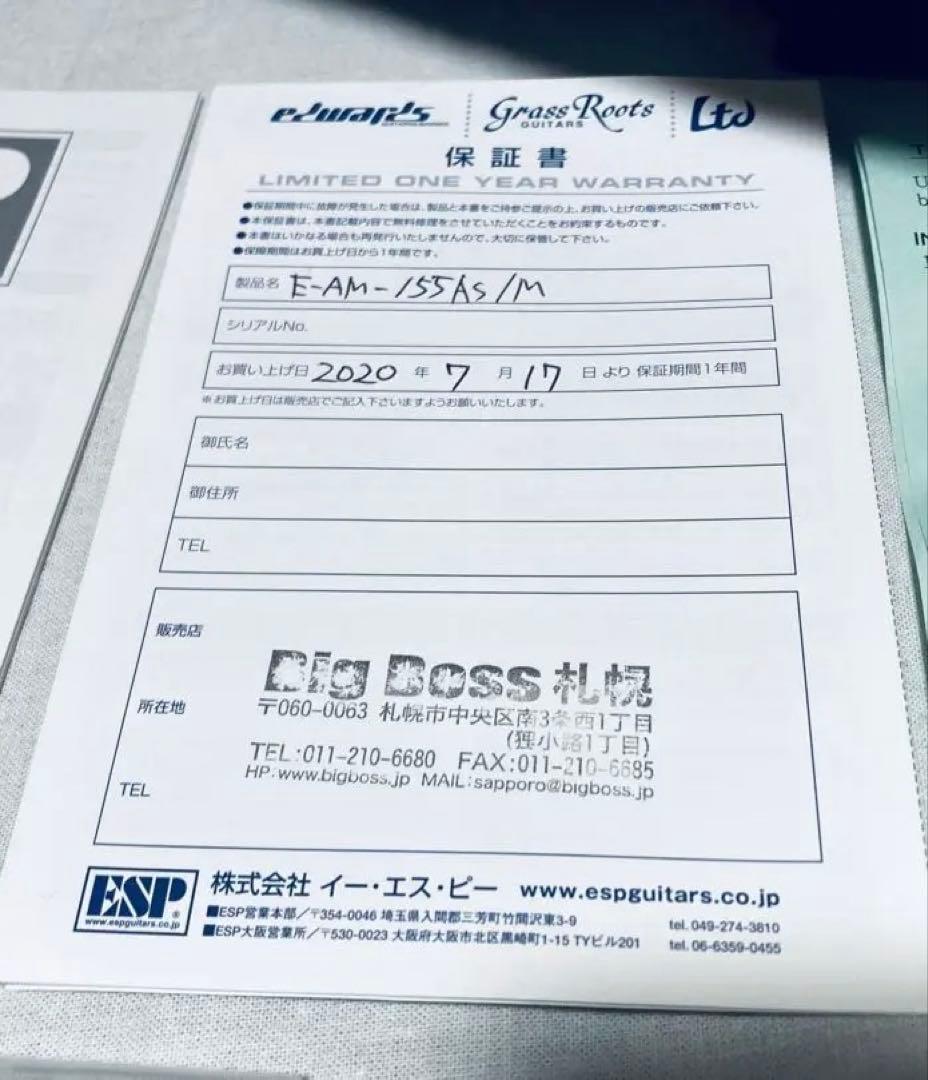 edwards
Grass Roots
GUITARS
Ltd
保証書
LIMITED ONE YEAR WARRANTY
●保証期間中に故障が発生した場合は、製品と本書をご持参ご提示の上、お買い上げの販売店にご依頼下さい。
●本保証書は、本書記載内容で無料修理をさせていただくことをお約束するものです。
●本書はいかなる場合も再発行いたしませんので、大切に保管して下さい。
●保障期間はお買上げ日から1年間です。
製品名 E-AM-155AS/M
シリアルNo.
お買い上げ日 2020 年 7 月 17 日 より 保証期間1年間
※お買上げ日は販売店でご記入下さいますようお願いいたします。
御氏名
御住所
TEL
販売店
Big Boss 札幌
所在地
〒060-0063 札幌市中央区南3条西1丁目
(狸小路1丁目)
TEL:011-210-6680 FAX:011-210-6685
HP:www.bigboss.jp MAIL:sapporo@bigboss.jp
TEL
ESP®
www.espguitars.co.jp
株式会社 イー・エス・ピー www.espguitars.co.jp
■ESP営業本部/〒354-0046 埼玉県入間郡三芳町竹間沢東3-9 tel. 049-274-3810
■ESP大阪営業所/〒530-0023 大阪府大阪市北区黒崎町1-15 TYビル201 tel. 06-6359-0455